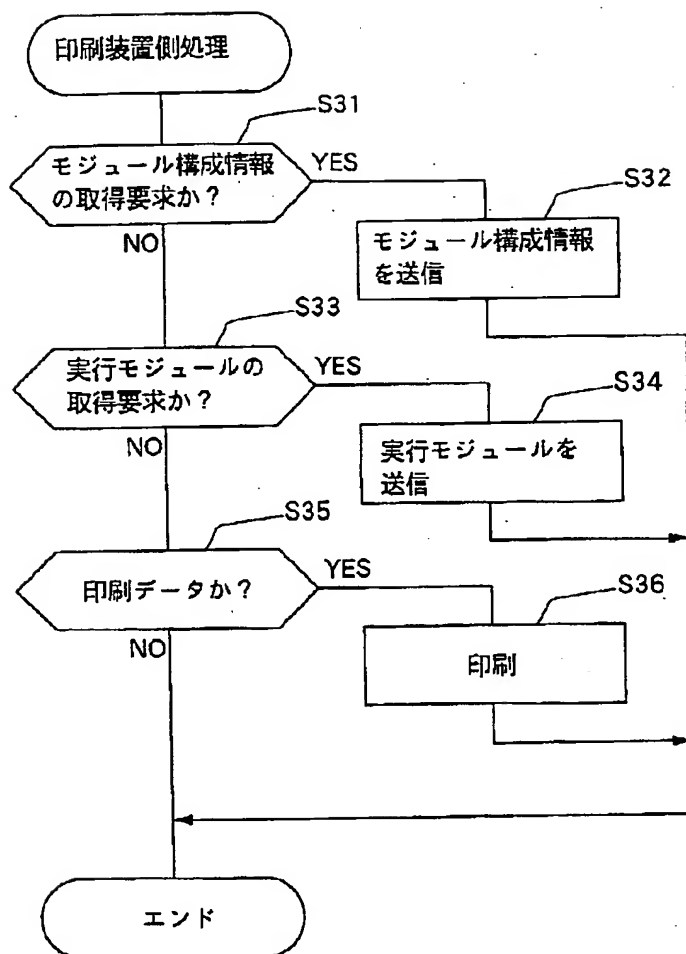 印刷装置側処理
S31
モジュール構成情報
の取得要求か?
YES
S32
NO
モジュール構成情報
を送信
S33
実行モジュールの
取得要求か?
YES
S34
NO
実行モジュールを
送信
S35
印刷データか?
YES
S36
NO
印刷
エンド